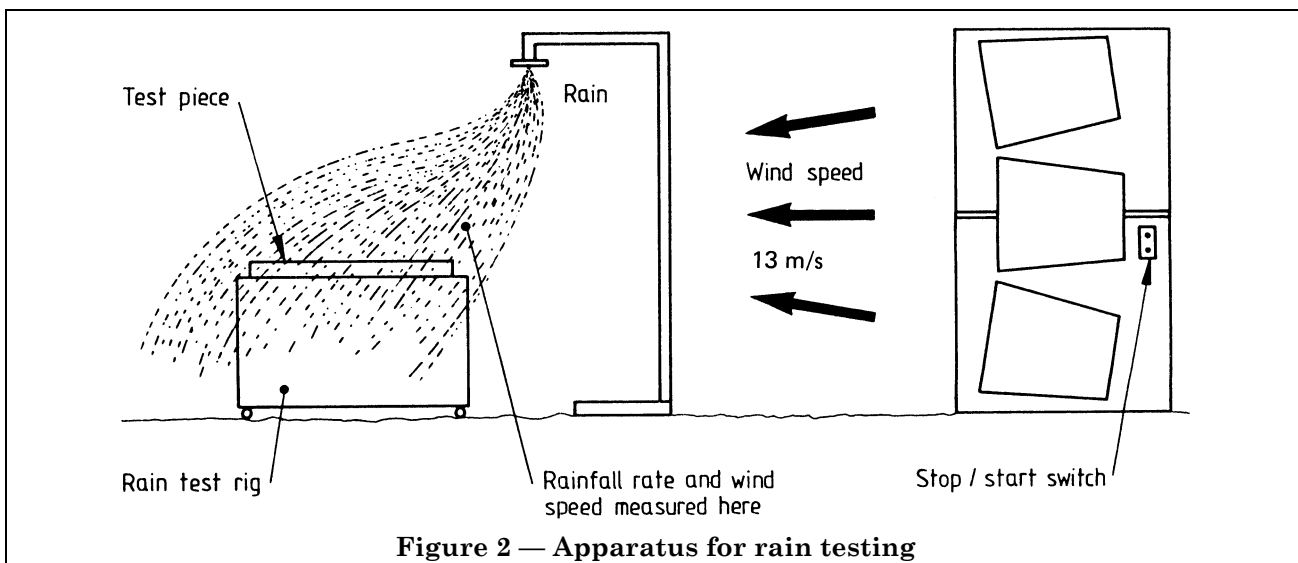 Test piece
Rain
Wind speed
13 m/s
Rain test rig
Rainfall rate and wind
speed measured here
Stop / start switch
Figure 2 — Apparatus for rain testing